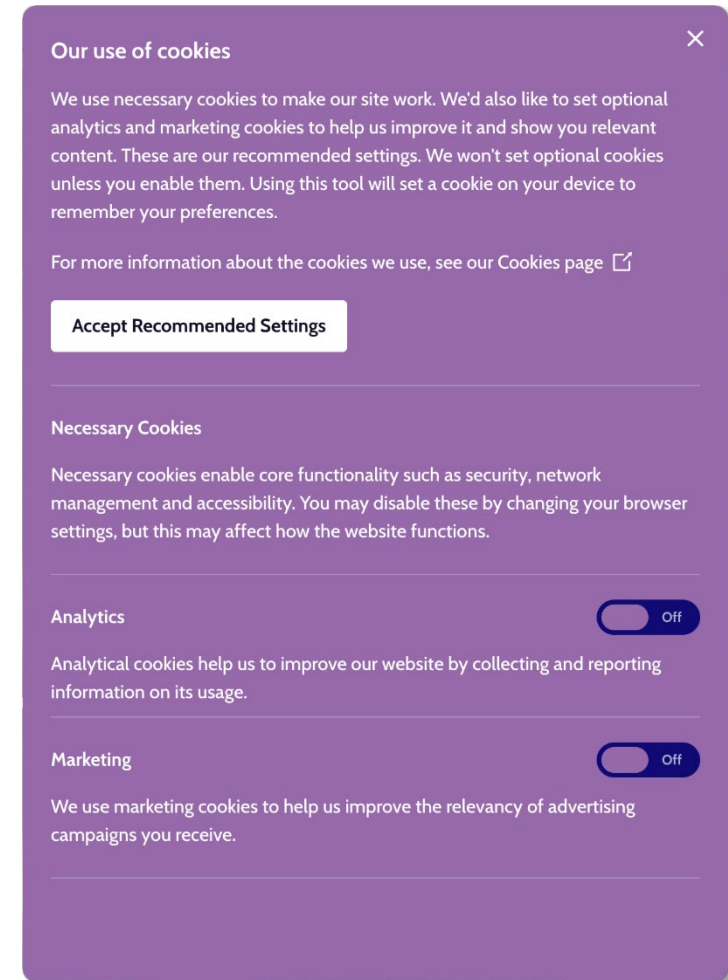 Our use of cookies
We use necessary cookies to make our site work. We'd also like to set optional
analytics and marketing cookies to help us improve it and show you relevant
content. These are our recommended settings. We won't set optional cookies
unless you enable them. Using this tool will set a cookie on your device to
remember your preferences.
For more information about the cookies we use, see our Cookies page
Accept Recommended Settings
Necessary Cookies
Necessary cookies enable core functionality such as security, network
management and accessibility. You may disable these by changing your browser
settings, but this may affect how the website functions.
Analytics
Off
Analytical cookies help us to improve our website by collecting and reporting
information on its usage.
Marketing
Off
We use marketing cookies to help us improve the relevancy of advertising
campaigns you receive.